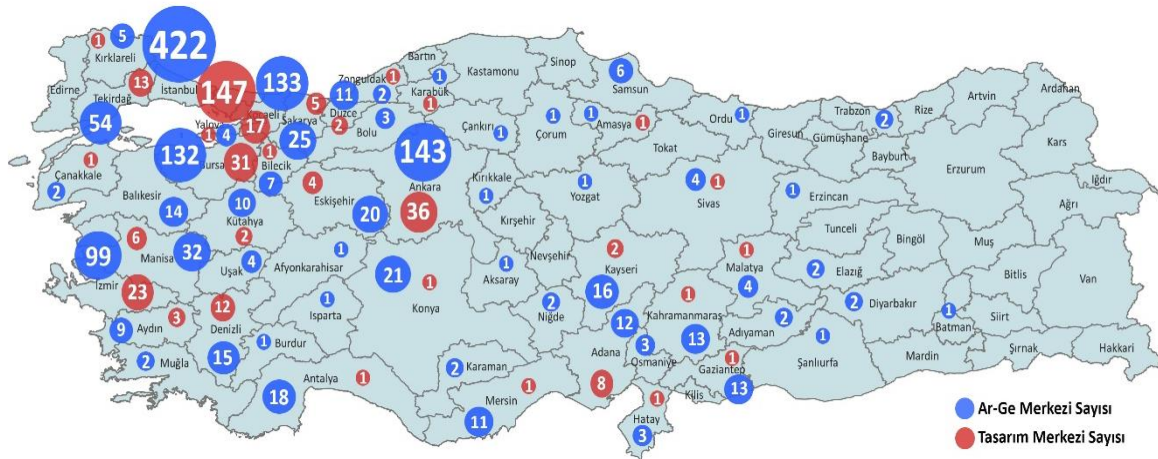 5
1
422
Kırklareli
Edirne
13
Tekirdağ
İstanbul
147
133
54
Yalova
1
4
Kocaeli
17
5
Sakarya
25
11
Düzce
2
Zonguldak
1
2
Bartın
1
Karabük
1
Kastamonu
Sinop
6
Samsun
Bolu
3
Çankırı
1
1
Çorum
1
Amasya
1
Tokat
Ordu
1
Giresun
Trabzon
2
Rize
Artvin
Ardahan
Gümüşhane
Bayburt
Kars
Erzurum
Iğdır
Ağrı
132
Bursa
31
1
Bilecik
7
1
Çanakkale
2
Balıkesir
14
10
Kütahya
2
4
Eskişehir
20
143
Ankara
36
Kırıkkale
1
1
Yozgat
Kırşehir
4
1
Sivas
1
Erzincan
Tunceli
Bingöl
Muş
Bitlis
Van
6
99
Manisa
32
İzmir
23
Uşak
4
1
Afyonkarahisar
21
1
Konya
1
Aksaray
Nevşehir
2
Kayseri
16
2
Niğde
1
Malatya
4
2
Elazığ
2
Diyarbakır
1
Batman
Siirt
Şırnak
Hakkari
Mardin
3
9
Aydın
12
Denizli
15
2
Muğla
1
Isparta
1
Burdur
18
Antalya
1
2
Karaman
1
Mersin
11
12
Adana
8
3
Osmaniye
1
Kahramanmaraş
13
2
Adıyaman
1
Şanlıurfa
1
Gaziantep
13
Kilis
1
Hatay
3
Ar-Ge Merkezi Sayısı
Tasarım Merkezi Sayısı